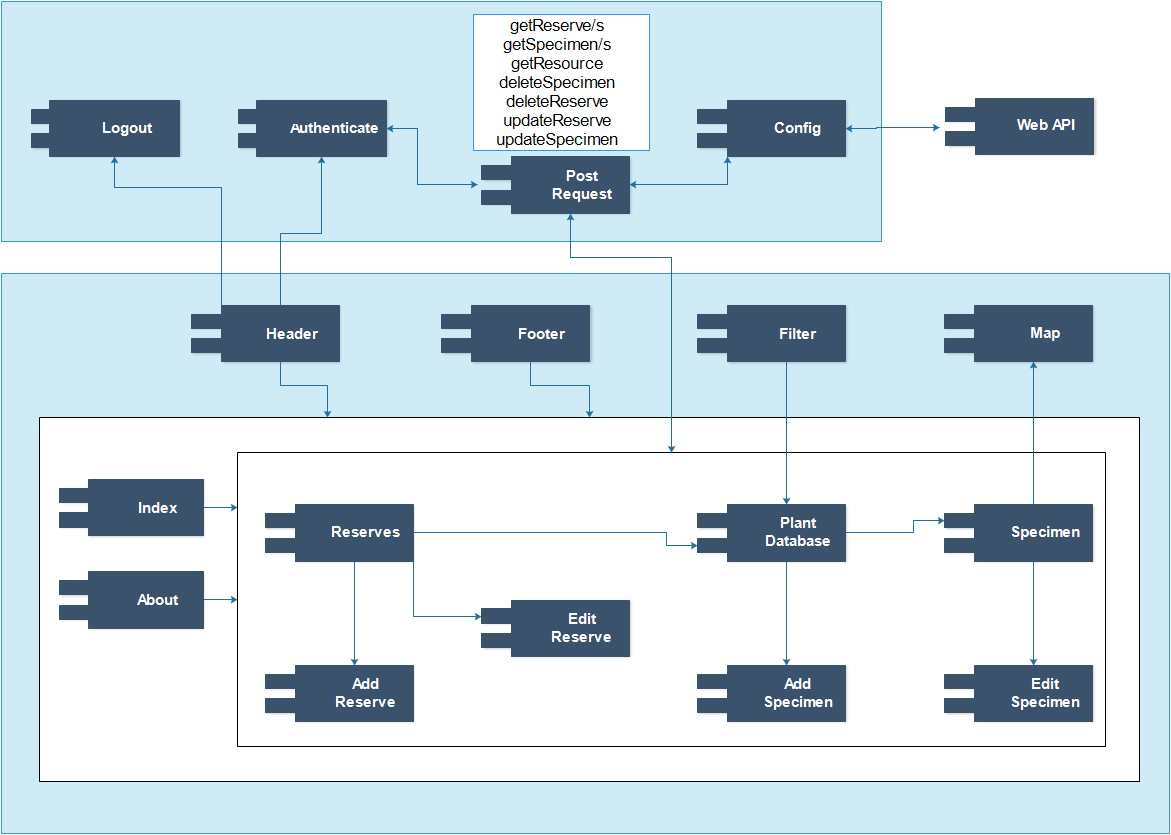 getReserve/s
getSpecimen/s
getResource
deleteSpecimen
deleteReserve
updateReserve
updateSpecimen
Logout
Authenticate
Post
Request
Config
Web API
Header
Footer
Filter
Map
Index
About
Reserves
Plant
Database
Specimen
Edit
Reserve
Add
Reserve
Add
Specimen
Edit
Specimen